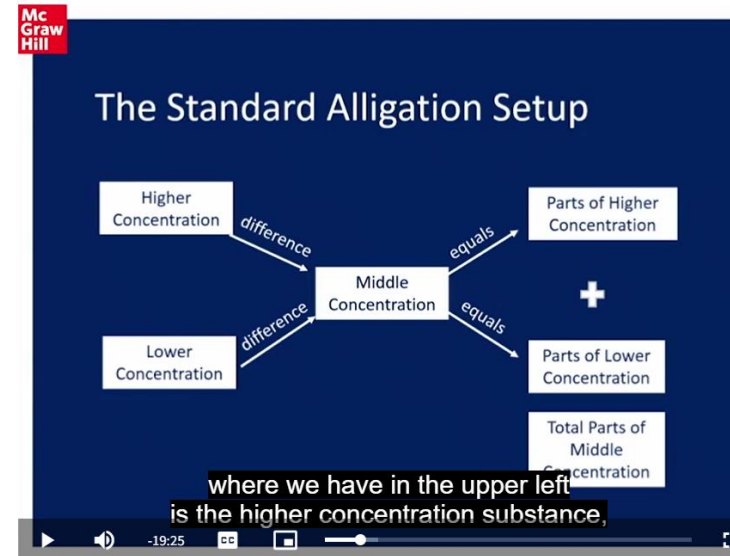 Mc
Graw
Hill
The Standard Alligation Setup
Higher
Concentration
difference
Middle
Concentration
equals
Parts of Higher
Concentration
Lower
Concentration
difference
equals
Parts of Lower
Concentration
Total Parts of
Middle
Concentration
where we have in the upper left
is the higher concentration substance,
-19:25
CC